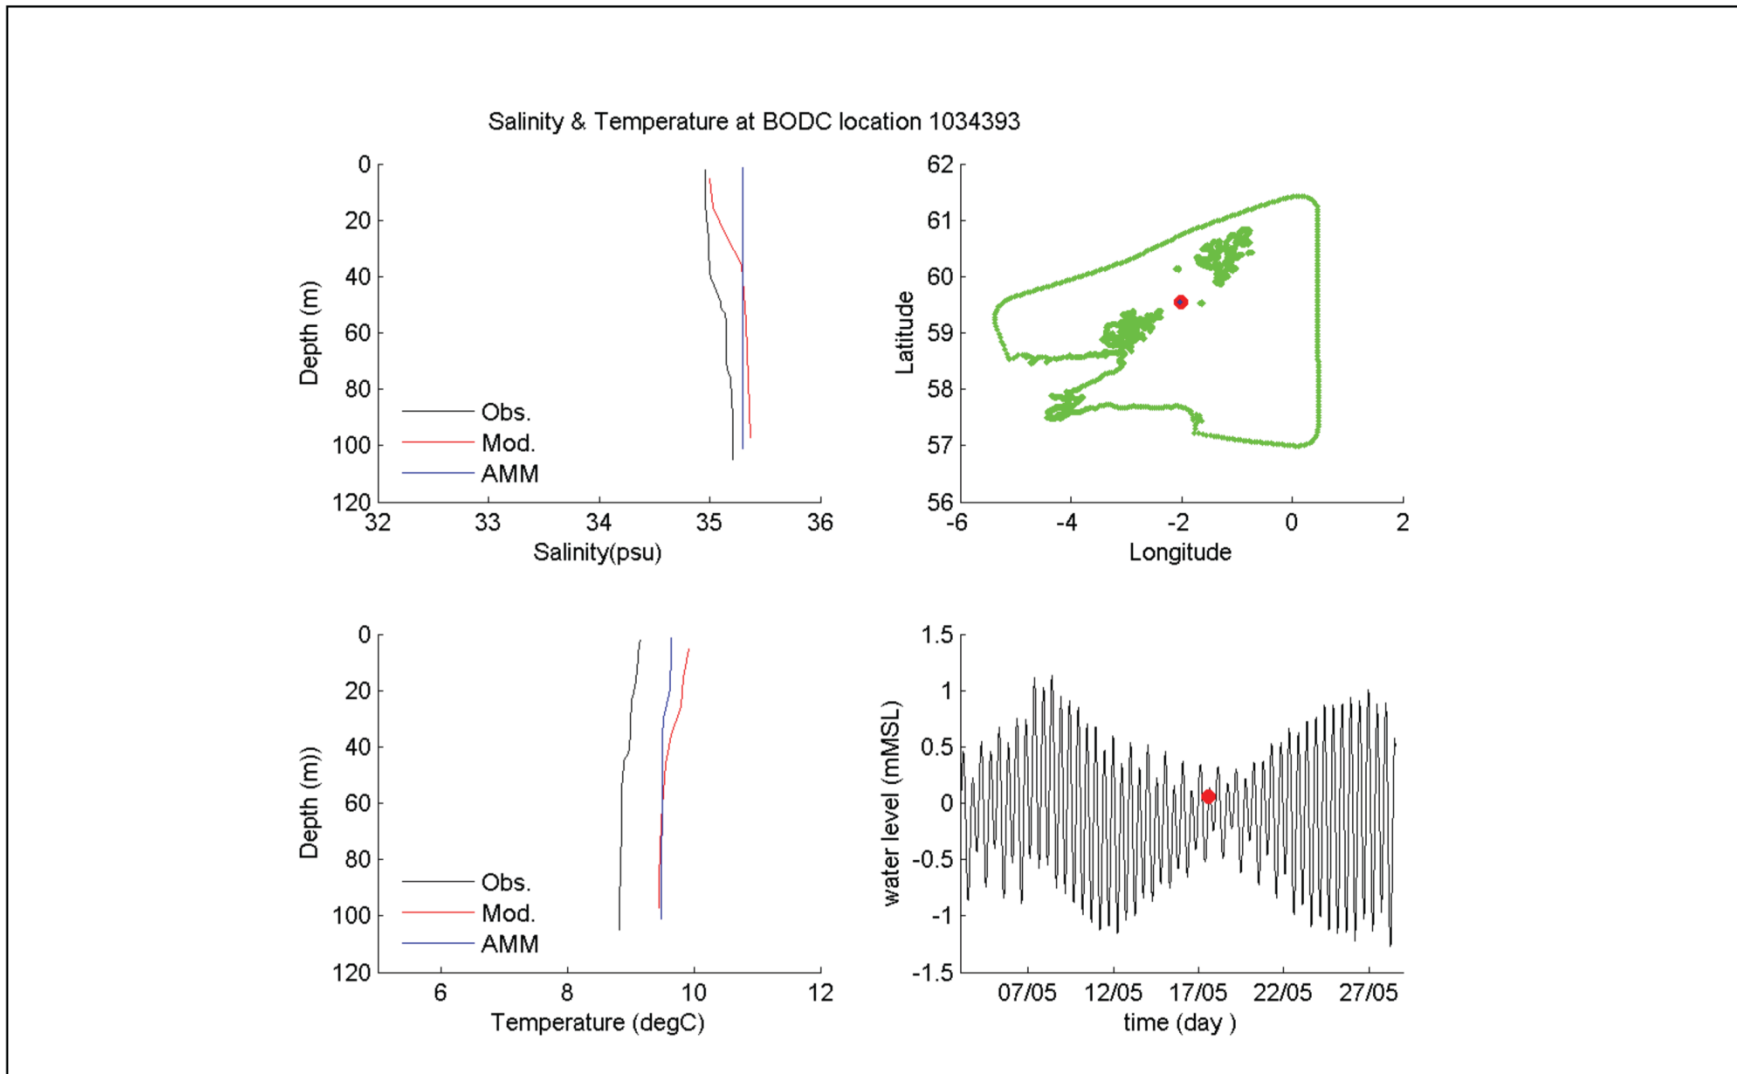 Salinity & Temperature at BODC location 1034393
0
20
40
60
80
100
120
Depth (m)
Obs.
Mod.
AMM
32 33 34 35 36
Salinity(psu)
62
61
60
59
58
57
56
Latitude
-6 -4 -2 0 2
Longitude
0
20
40
60
80
100
120
Depth (m))
Obs.
Mod.
AMM
6 8 10 12
Temperature (degC)
1.5
1
0.5
0
-0.5
-1
-1.5
water level (mMSL)
07/05 12/05 17/05 22/05 27/05
time (day )